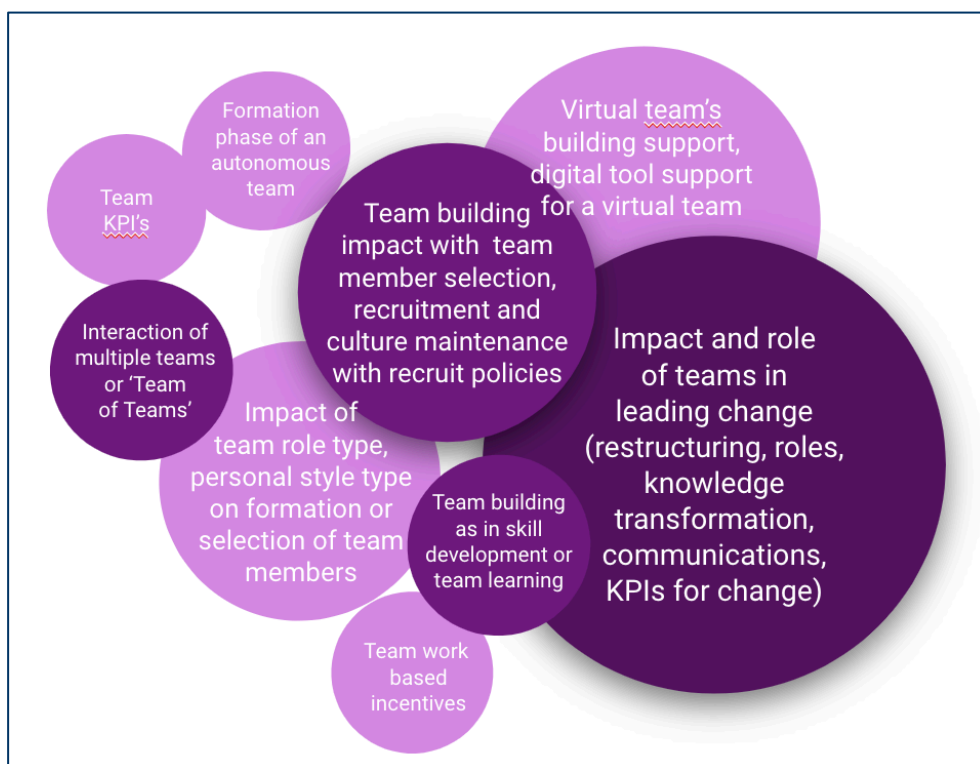 Formation
phase of an
autonomous
team
Virtual team's
building support,
digital tool support
for a virtual team
Team
KPI's
Team building
impact with team
member selection,
recruitment and
culture maintenance
with recruit policies
Interaction of
multiple teams
or ‘Team
of Teams’
Impact and role
of teams in
leading change
(restructuring, roles,
knowledge
transformation,
communications,
KPIs for change)
Impact of
team role type,
personal style type
on formation or
selection of team
members
Team building
as in skill
development or
team learning
Team work
based
incentives